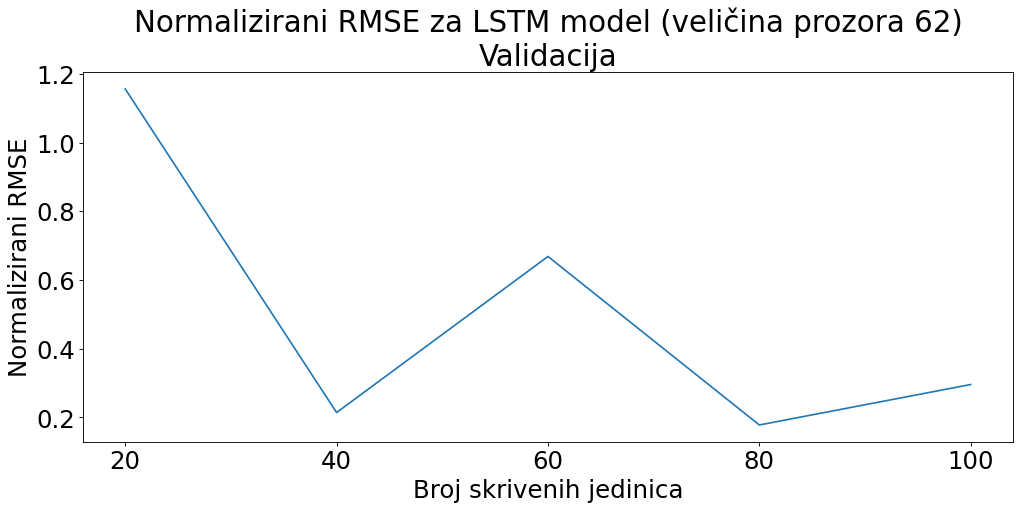 Normalizirani RMSE za LSTM model (veličina prozora 62)
Validacija
Normalizirani RMSE
1.2
1.0
0.8
0.6
0.4
0.2
20 40 60 80 100
Broj skrivenih jedinica